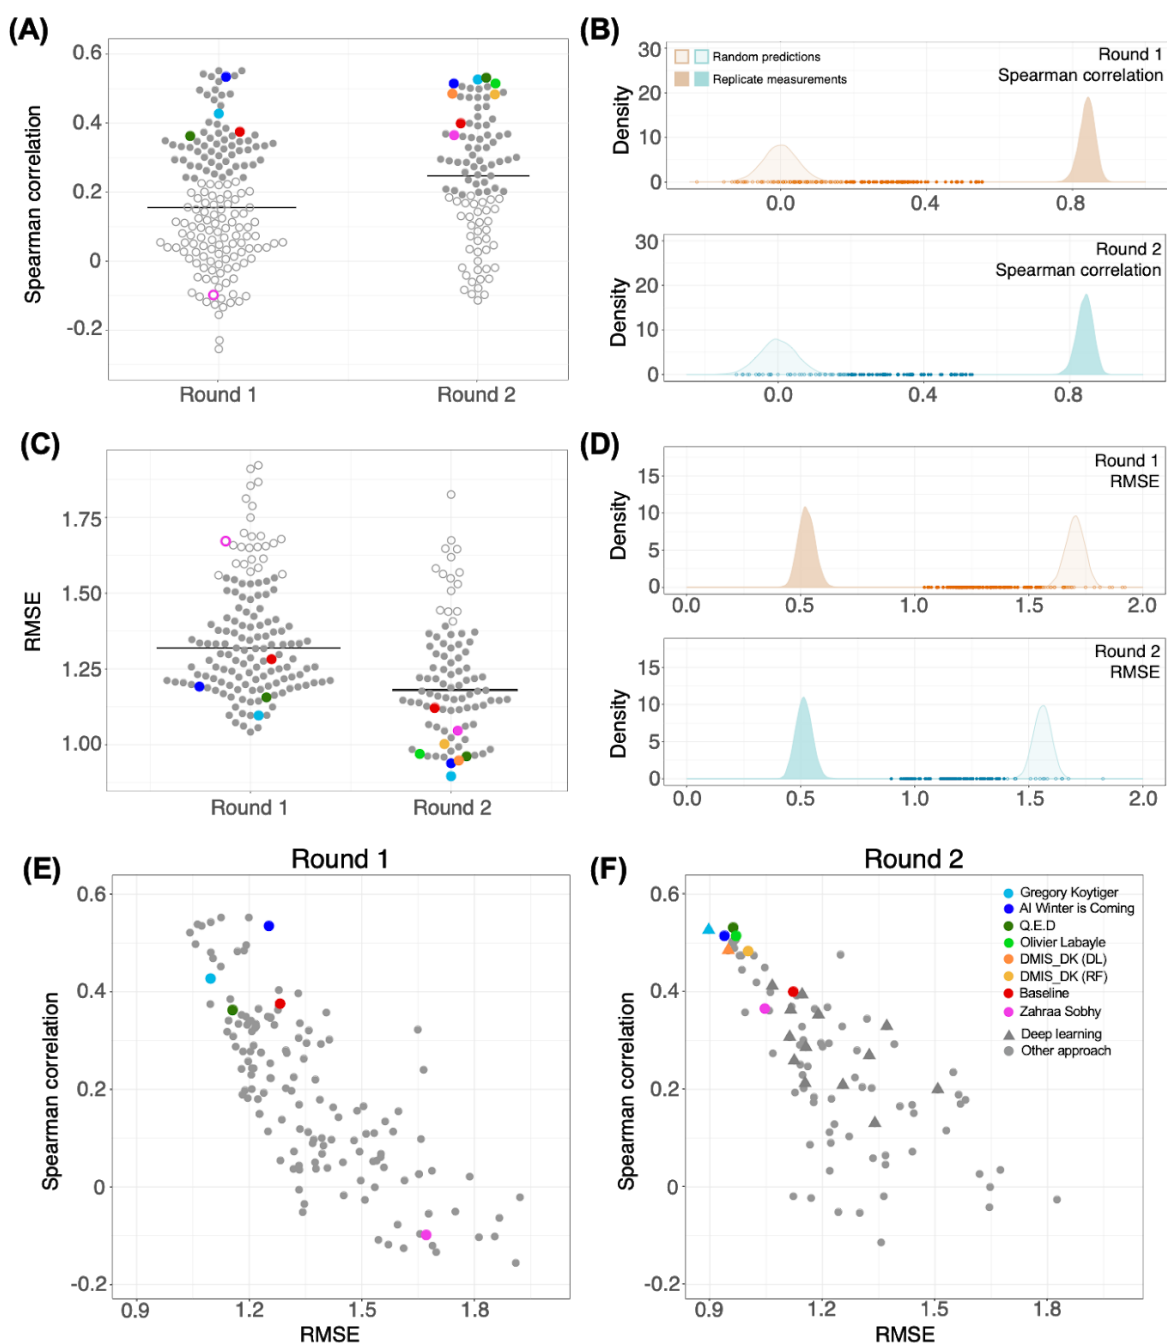 (A)
Spearman correlation
0.6
0.4
0.2
0
-0.2
Round 1
Round 2
(B)
Density
30
20
10
0
Random predictions
Replicate measurements
Round 1
Spearman correlation
0.0
0.4
0.8
Density
30
20
10
0
Round 2
Spearman correlation
0.0
0.4
0.8
(C)
RMSE
1.75
1.50
1.25
1.00
Round 1
Round 2
(D)
Density
15
10
5
0
Round 1
RMSE
0.0
0.5
1.0
1.5
2.0
Density
15
10
5
0
Round 2
RMSE
0.0
0.5
1.0
1.5
2.0
(E)
Round 1
Spearman correlation
0.6
0.4
0.2
0
-0.2
0.9
1.2
1.5
1.8
RMSE
(F)
Round 2
Spearman correlation
0.6
0.4
0.2
0
-0.2
Gregory Koytiger
AI Winter is Coming
Q.E.D
Olivier Labayle
DMIS_DK (DL)
DMIS_DK (RF)
Baseline
Zahraa Sobhy
Deep learning
Other approach
0.9
1.2
1.5
1.8
RMSE